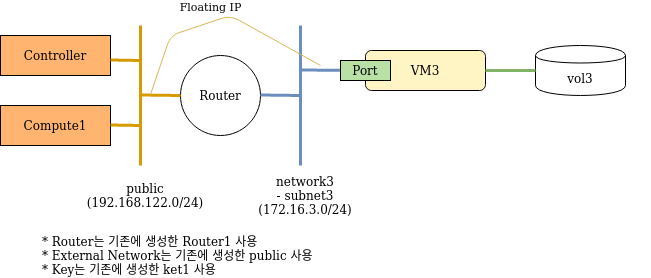 Floating IP
Controller
Port
VM3
vol3
Router
Compute1
public
(192.168.122.0/24)
network3
- subnet3
(172.16.3.0/24)
* Router는 기존에 생성한 Router1 사용
* External Network는 기존에 생성한 public 사용
* Key는 기존에 생성한 ket1 사용